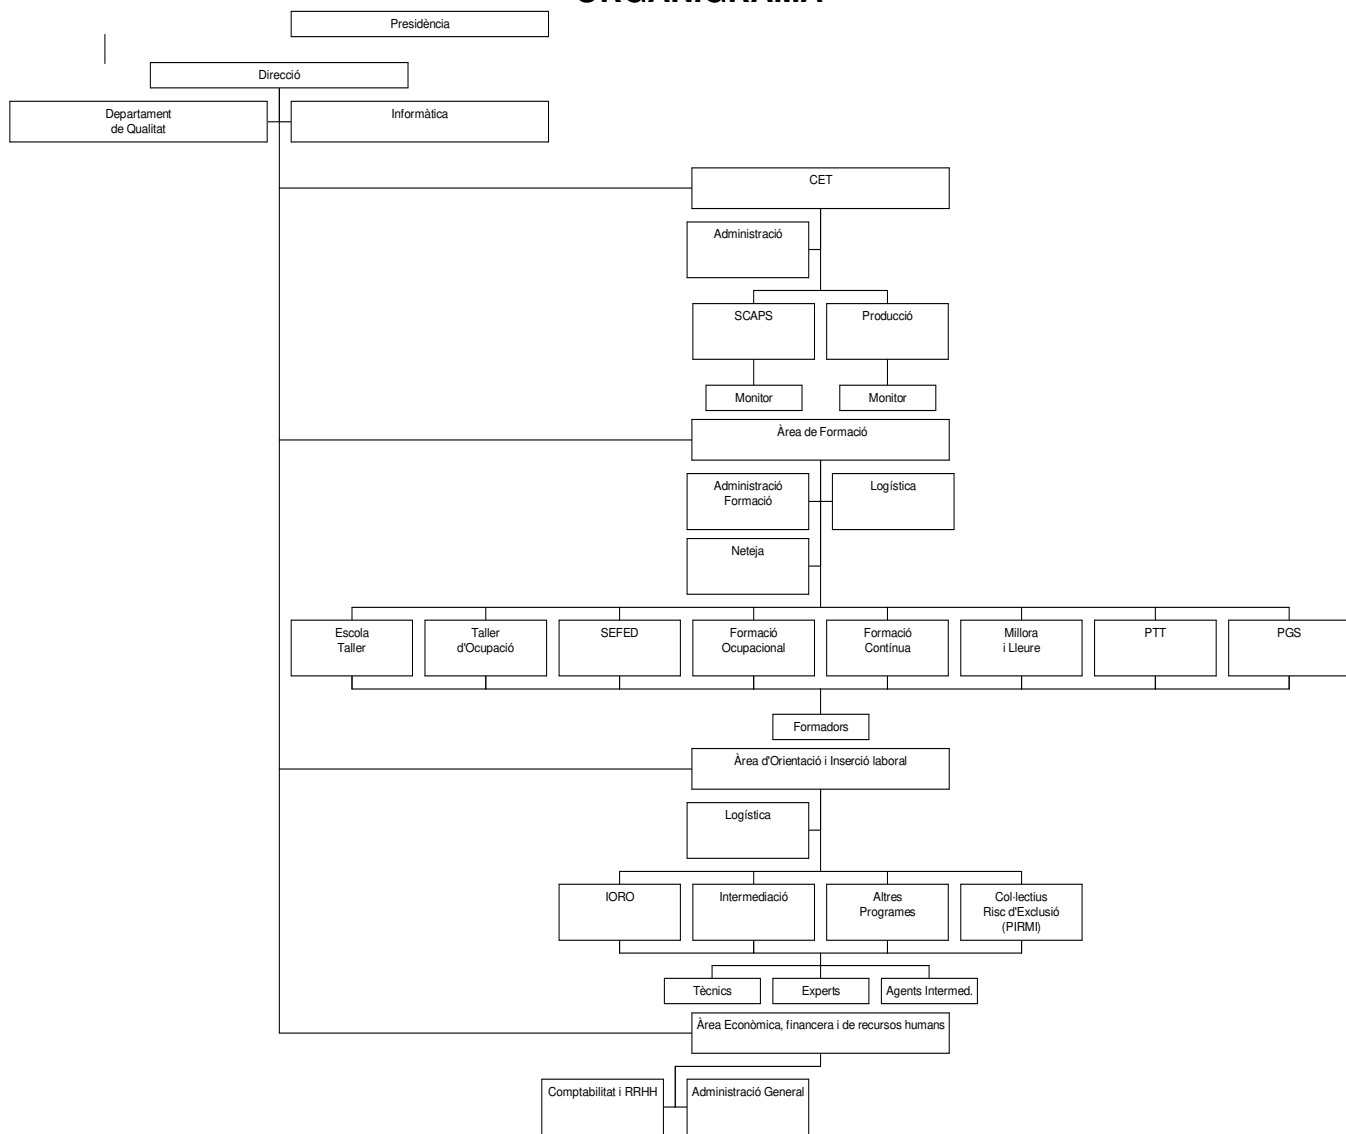 ORGANIGRAMA
Presidència
Direcció
Departament
de Qualitat
Informàtica
CET
Administració
SCAPS
Producció
Monitor
Monitor
Àrea de Formació
Administració
Formació
Logística
Neteja
Escola
Taller
Taller
d'Ocupació
SEFED
Formació
Ocupacional
Formació
Contínua
Millora
i Lleure
PTT
PGS
Formadors
Àrea d'Orientació i Inserció laboral
Logística
IORO
Intermediació
Altres
Programes
Col·lectius
Risc d'Exclusió
(PIRMI)
Tècnics
Experts
Agents Intermed.
Àrea Econòmica, financera i de recursos humans
Comptabilitat i RRHH
Administració General